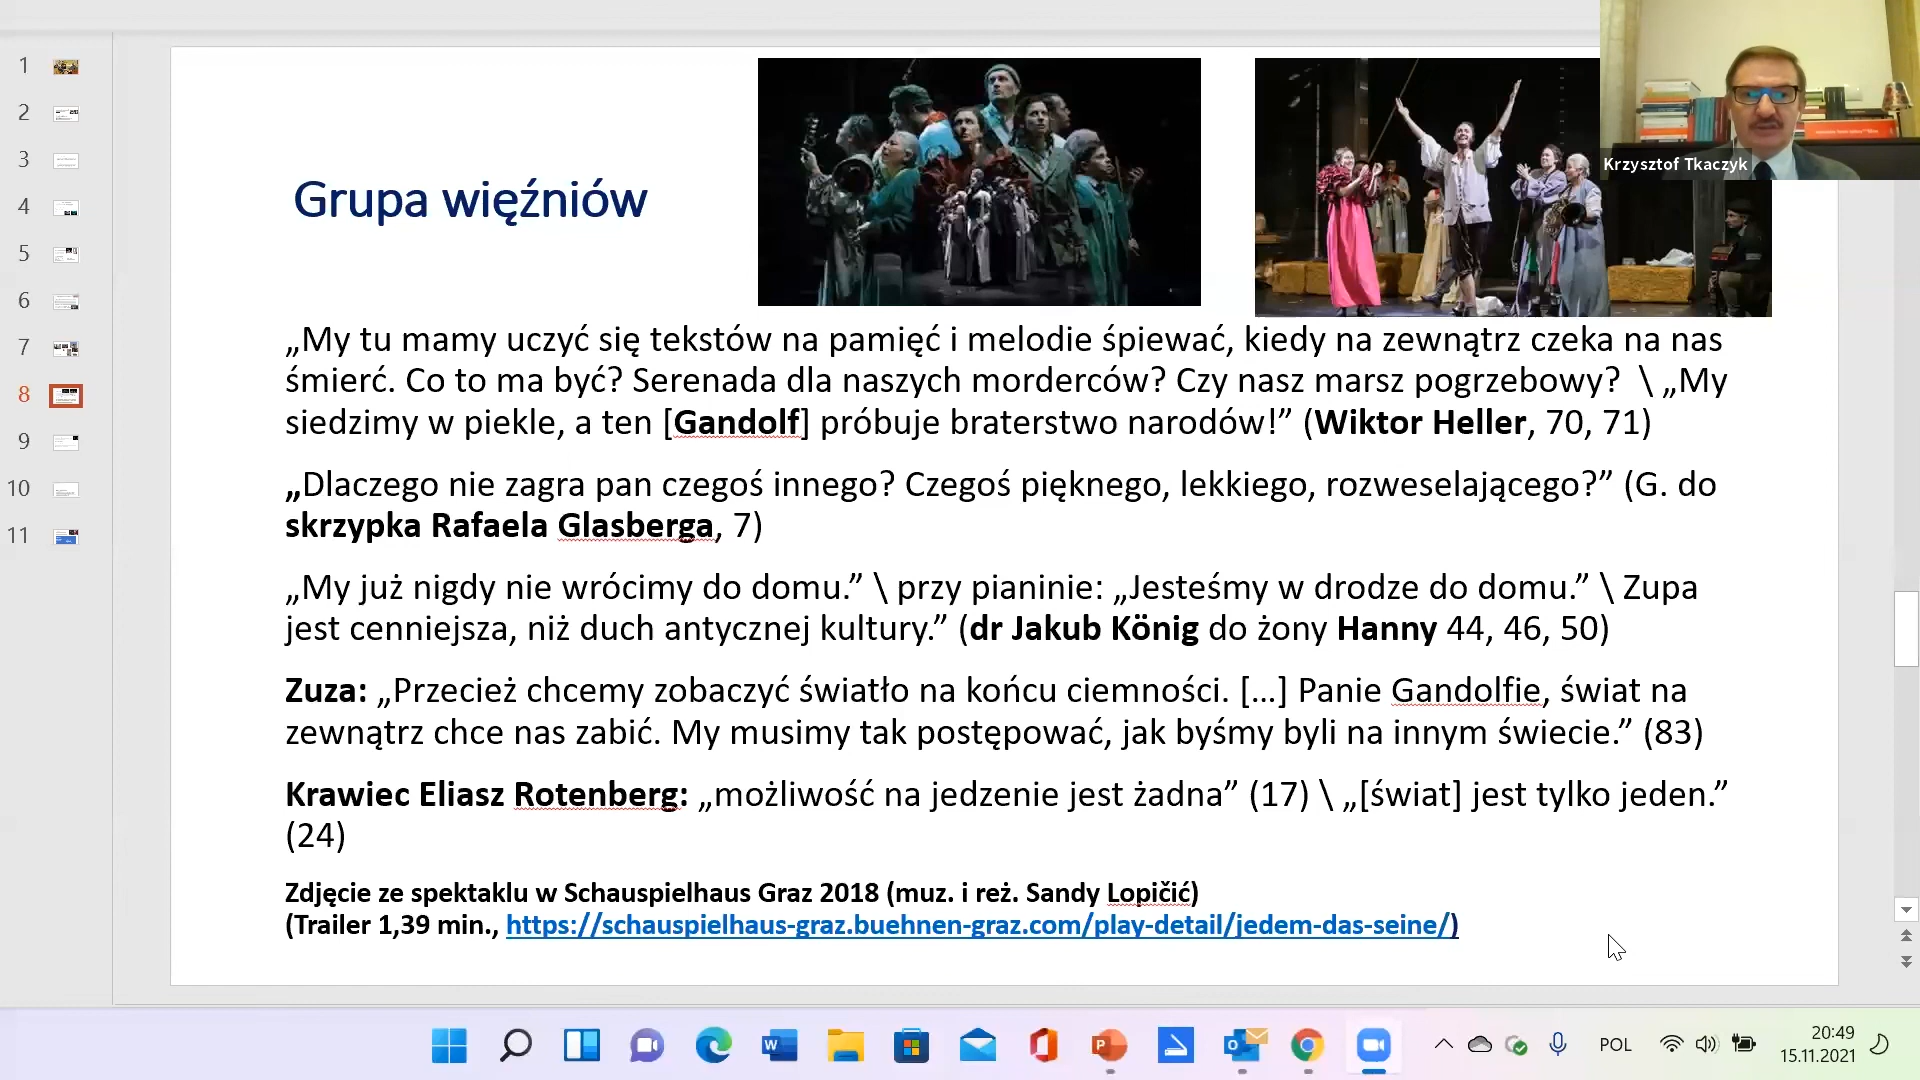 1
2
3
4
5
6
7
8
9
10
11
Krzysztof Tkaczyk
Grupa więźniów
„My tu mamy uczyć się tekstów na pamięć i melodie śpiewać, kiedy na zewnątrz czeka na nas
śmierć. Co to ma być? Serenada dla naszych morderców? Czy nasz marsz pogrzebowy? \ „My
siedzimy w piekle, a ten [Gandolf] próbuje braterstwo narodów!” (Wiktor Heller, 70, 71)
„Dlaczego nie zagra pan czegoś innego? Czegoś pięknego, lekkiego, rozweselającego?” (G. do
skrzypka Rafaela Glasberga, 7)
„My już nigdy nie wrócimy do domu.” \ przy pianinie: „Jesteśmy w drodze do domu.” \ Zupa
jest cenniejsza, niż duch antycznej kultury.” (dr Jakub König do żony Hanny 44, 46, 50)
Zuza: „Przecież chcemy zobaczyć światło na końcu ciemności. [...] Panie Gandolfie, świat na
zewnątrz chce nas zabić. My musimy tak postępować, jak byśmy byli na innym świecie.” (83)
Krawiec Eliasz Rotenberg: „możliwość na jedzenie jest żadna” (17) \ „[świat] jest tylko jeden.”
(24)
Zdjęcie ze spektaklu w Schauspielhaus Graz 2018 (muz. i reż. Sandy Lopičić)
(Trailer 1,39 min., https://schauspielhaus-graz.buehnen-graz.com/play-detail/jedem-das-seine/)
POL
20:49
15.11.2021